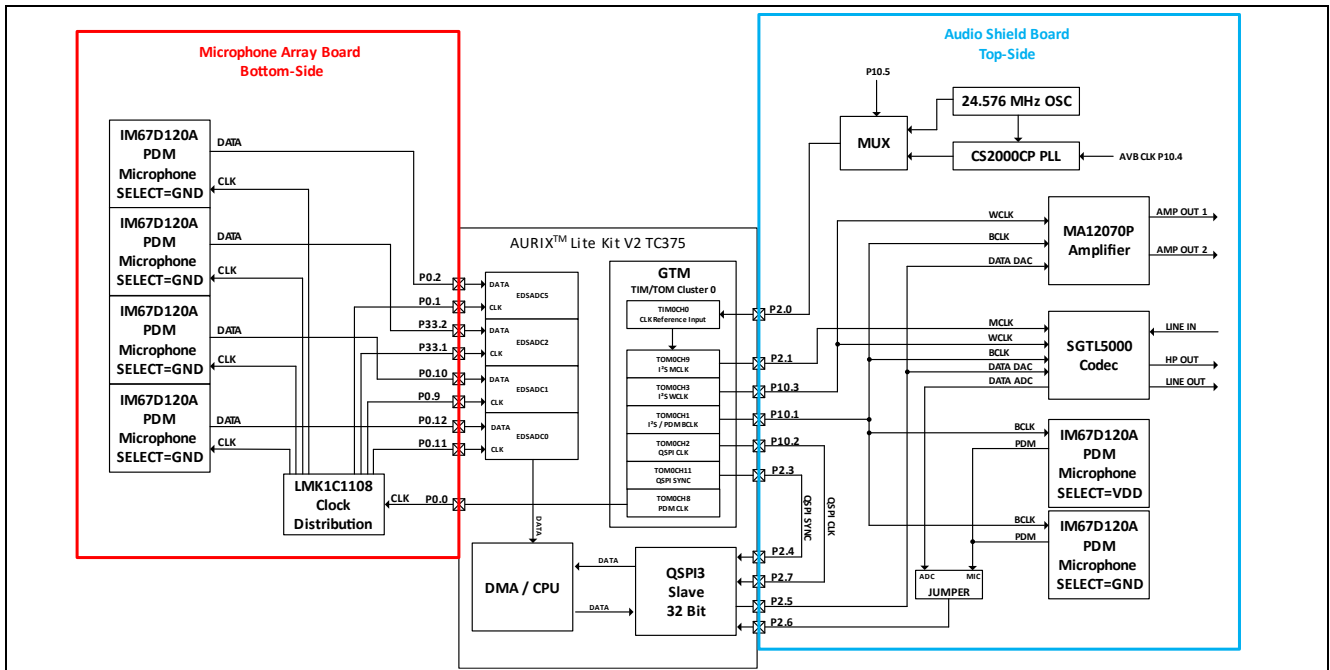 Microphone Array Board
Bottom-Side
IM67D120A
PDM
Microphone
SELECT=GND
DATA
CLK
IM67D120A
PDM
Microphone
SELECT=GND
DATA
CLK
IM67D120A
PDM
Microphone
SELECT=GND
DATA
CLK
IM67D120A
PDM
Microphone
SELECT=GND
DATA
CLK
LMK1C1108
Clock
Distribution
CLK
P0.0
P0.2
P0.1
P33.2
P33.1
P0.10
P0.9
P0.12
P0.11
AURIX™ Lite Kit V2 TC375
DATA
EDSADC5
CLK
DATA
EDSADC2
CLK
DATA
EDSADC1
CLK
DATA
EDSADC0
CLK
GTM
TIM/TOM Cluster 0
TIM0CH0
CLK Reference Input
TOM0CH9
I²S MCLK
TOM0CH3
I²S WCLK
TOM0CH1
I²S / PDM BCLK
TOM0CH2
QSPI CLK
TOM0CH11
QSPI SYNC
TOM0CH8
PDM CLK
DATA
DMA / CPU
DATA
DATA
QSPI3
Slave
32 Bit
P2.0
P2.1
P10.3
P10.1
P10.2
P2.3
QSPI SYNC
QSPI CLK
P2.4
P2.7
P2.5
P2.6
Audio Shield Board
Top-Side
P10.5
MUX
24.576 MHz OSC
CS2000CP PLL
AVB CLK P10.4
WCLK
BCLK
DATA DAC
MA12070P
Amplifier
AMP OUT 1
AMP OUT 2
MCLK
WCLK
BCLK
DATA DAC
DATA ADC
SGTL5000
Codec
LINE IN
HP OUT
LINE OUT
BCLK
PDM
IM67D120A
PDM
Microphone
SELECT=VDD
BCLK
PDM
IM67D120A
PDM
Microphone
SELECT=GND
ADC
MIC
JUMPER